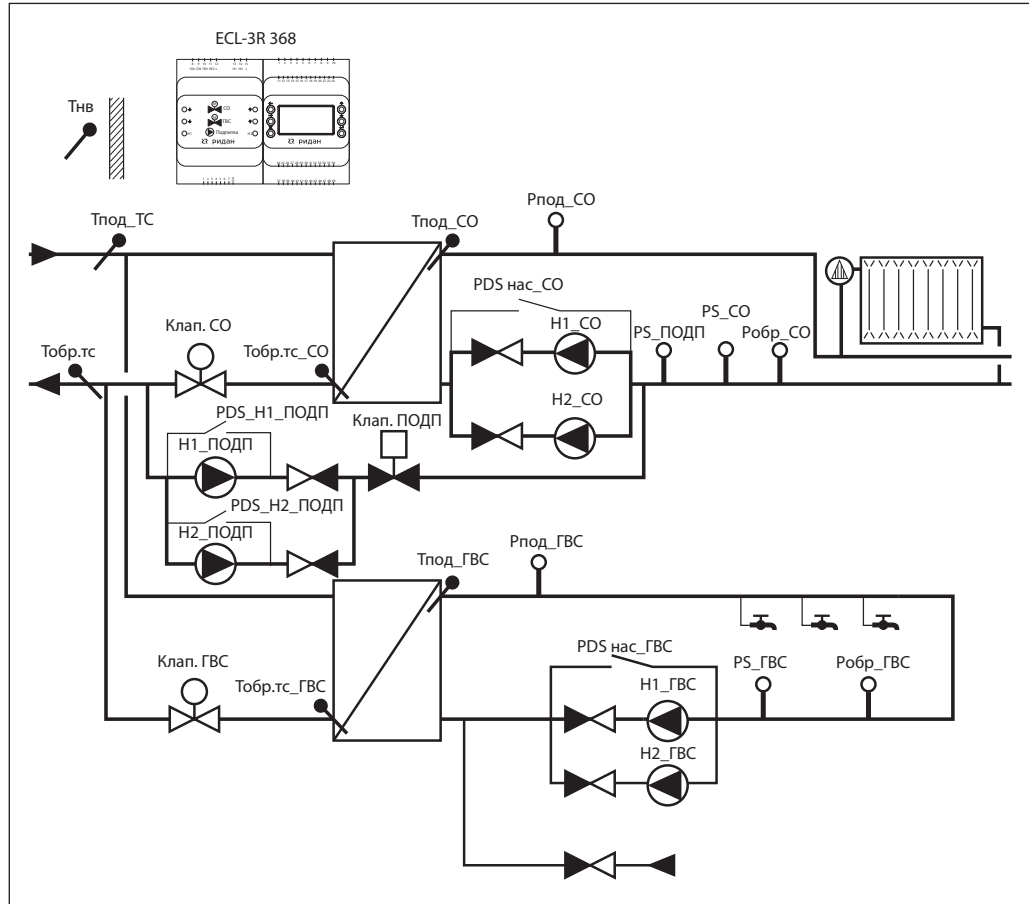 ECL-3R 368
Тнв
СО
ГВС
Подпитка
ридан
ридан
Тпод_ТС
Тпод_СО
Рпод_СО
PDS нас_СО
Клап. СО
Н1_СО
PS_СО
PS_ПОДП
Робр_СО
Тобр.тс
Тобр.тс_СО
Н2_СО
PDS_Н1_ПОДП
Клап. ПОДП
Н1_ПОДП
PDS_Н2_ПОДП
Н2_ПОДП
Тпод_ГВС
Рпод_ГВС
PDS нас_ГВС
Клап. ГВС
PS_ГВС
Робр_ГВС
Тобр.тс_ГВС
Н1_ГВС
Н2_ГВС